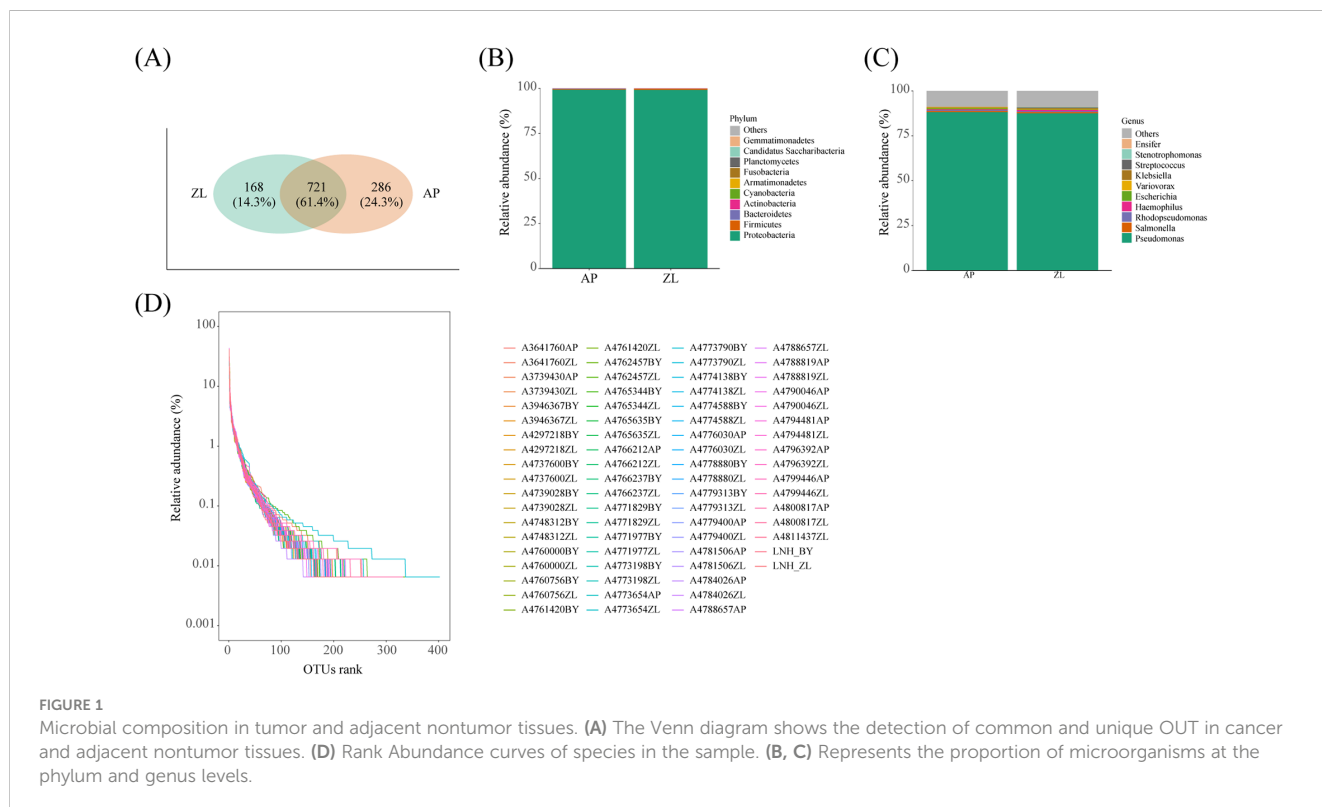 (A)
ZL
168
(14.3%)
721
(61.4%)
286
(24.3%)
AP
(B)
Relative abundance (%)
100
75
50
25
0
AP
ZL
Phylum
Others
Gemmatimonadetes
Candidatus Saccharibacteria
Planctomycetes
Fusobacteria
Armatimonadetes
Cyanobacteria
Actinobacteria
Bacteroidetes
Firmicutes
Proteobacteria
(C)
Relative abundance (%)
100
75
50
25
0
AP
ZL
Genus
Others
Ensifer
Stenotrophomonas
Streptococcus
Klebsiella
Variovorax
Escherichia
Haemophilus
Rhodopseudomonas
Salmonella
Pseudomonas
(D)
Relative adundance (%)
100
10
1
0.1
0.01
0.001
0
100
200
300
400
OTUs rank
A3641760AP
A3641760ZL
A3739430AP
A3739430ZL
A3946367BY
A3946367ZL
A4297218BY
A4297218ZL
A4737600BY
A4737600ZL
A4739028BY
A4739028ZL
A4748312BY
A4748312ZL
A4760000BY
A4760000ZL
A4760756BY
A4760756ZL
A4761420BY
A4761420ZL
A4762457BY
A4762457ZL
A4765344BY
A4765344ZL
A4765635BY
A4765635ZL
A4766212AP
A4766212ZL
A4766237BY
A4766237ZL
A4771829BY
A4771829ZL
A4771977BY
A4771977ZL
A4773198BY
A4773198ZL
A4773654AP
A4773654ZL
A4773790BY
A4773790ZL
A4774138BY
A4774138ZL
A4774588BY
A4774588ZL
A4776030AP
A4776030ZL
A4778880BY
A4778880ZL
A4779313BY
A4779313ZL
A4779400AP
A4779400ZL
A4781506AP
A4781506ZL
A4784026AP
A4784026ZL
A4788657AP
A4788657ZL
A4788819AP
A4788819ZL
A4790046AP
A4790046ZL
A4794481AP
A4794481ZL
A4796392AP
A4796392ZL
A4799446AP
A4799446ZL
A4800817AP
A4800817ZL
A4811437ZL
LNH_BY
LNH_ZL
FIGURE 1
Microbial composition in tumor and adjacent nontumor tissues. (A) The Venn diagram shows the detection of common and unique OUT in cancer
and adjacent nontumor tissues. (D) Rank Abundance curves of species in the sample. (B, C) Represents the proportion of microorganisms at the
phylum and genus levels.